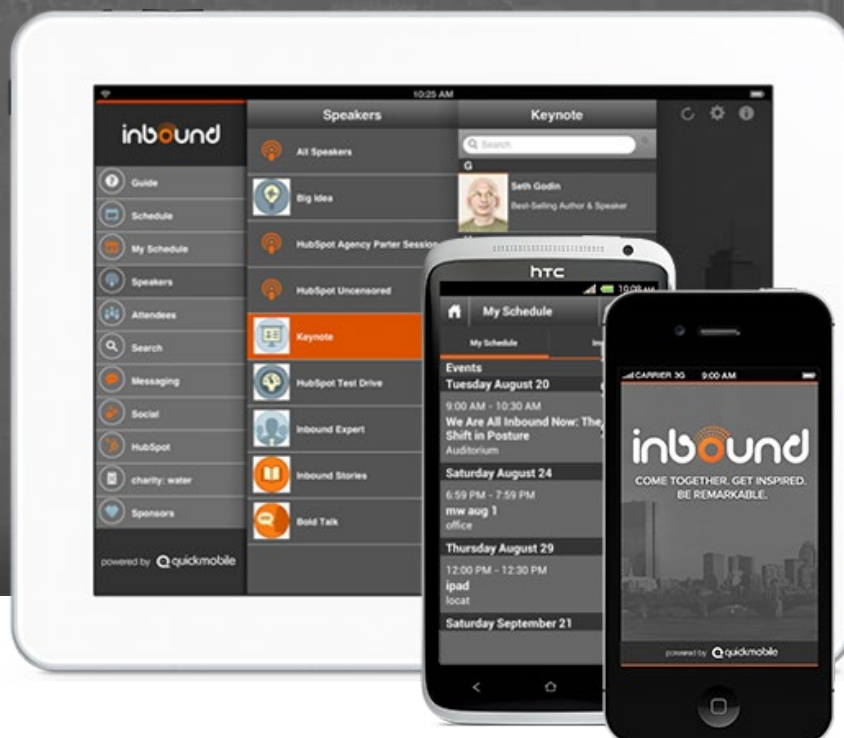 10:25 AM
inbound
Guide
Schedule
My Schedule
Speakers
Attendees
Search
Messaging
Social
HubSpot
charity: water
Sponsors
powered by quickmobile
Speakers
All Speakers
Big Idea
HubSpot Agency Parter Session
HubSpot Uncensored
Keynote
HubSpot Test Drive
Inbound Expert
Inbound Stories
Bold Talk
Keynote
Search
G
Seth Godin
Best-Selling Author & Speaker
hTC
10:08 AM
My Schedule
My Schedule
Events
Tuesday August 20
9:00 AM - 10:30 AM
We Are All Inbound Now: The
Shift in Posture
Auditorium
Saturday August 24
6:59 PM - 7:59 PM
mw aug 1
office
Thursday August 29
12:00 PM - 12:30 PM
ipad
locat
Saturday September 21
CARRIER 3G 9:00 AM
inbound
COME TOGETHER. GET INSPIRED.
BE REMARKABLE.
powered by quickmobile